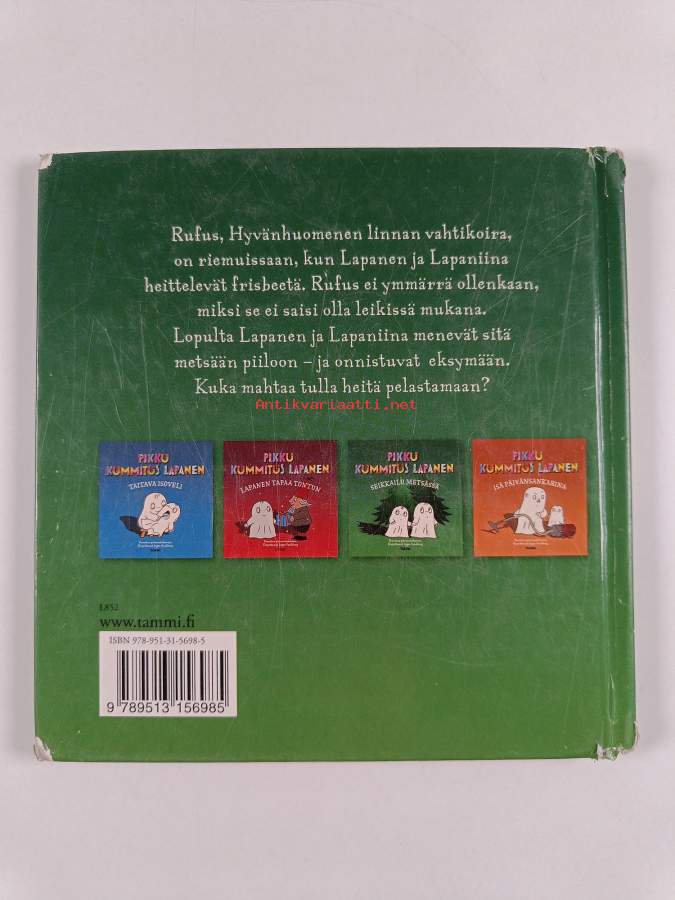 Rufus, Hyvänhuomenen linnan vahtikoira,
on riemuissaan, kun Lapanen ja Lapaniina
heittelevät frisbeetä. Rufus ei ymmärrä ollenkaan,
miksi se ei saisi olla leikissä mukana.
Lopulta Lapanen ja Lapaniina menevät sitä
metsään piiloon – ja onnistuvat eksymään.
Kuka mahtaa tulla heitä pelastamaan?
Antikvariaatti.net
PIKKU
KUMMITUS LAPANEN
TAITAVA ISOVELI
PIKKU
KUMMITUS LAPANEN
LAPANEN TAPAA TONTUN
PIKKU
KUMMITUS LAPANEN
SEIKKAILU METSÄSSÄ
PIKKU
KUMMITUS LAPANEN
ISÄ PÄIVÄNSANKARINA
L852
www.tammi.fi
ISBN 978-951-31-5698-5
9 789513 156985